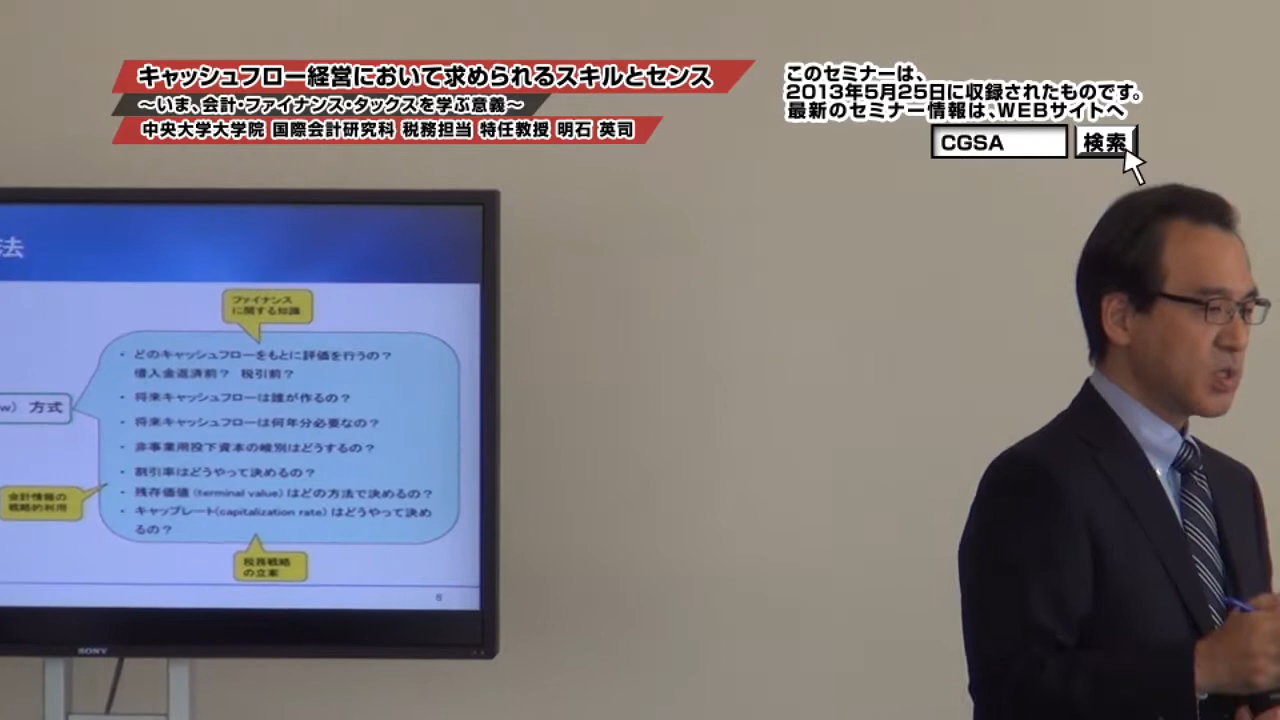 キャッシュフロー経営において求められるスキルとセンス
～いま、会計・ファイナンス・タックスを学ぶ意義～
中央大学大学院 国際会計研究科 税務担当 特任教授 明石 英司
このセミナーは、
2013年5月25日に収録されたものです。
最新のセミナー情報は、WEBサイトへ
CGSA 検索
法
ファイナンス
に関する知識
・ どのキャッシュフローをもとに評価を行うの？
借入金返済前？ 税引前？
・ 将来キャッシュフローは誰が作るの？
・ 将来キャッシュフローは何年分必要なの？
・ 非事業用投下資本の峻別はどうするの？
・ 割引率はどうやって決めるの？
・ 残存価値 (terminal value) はどの方法で決めるの？
・ キャップレート(capitalization rate) はどうやって決め
るの？
w） 方式
会計情報の
戦略的利用
税務戦略
の立案
8
SONY